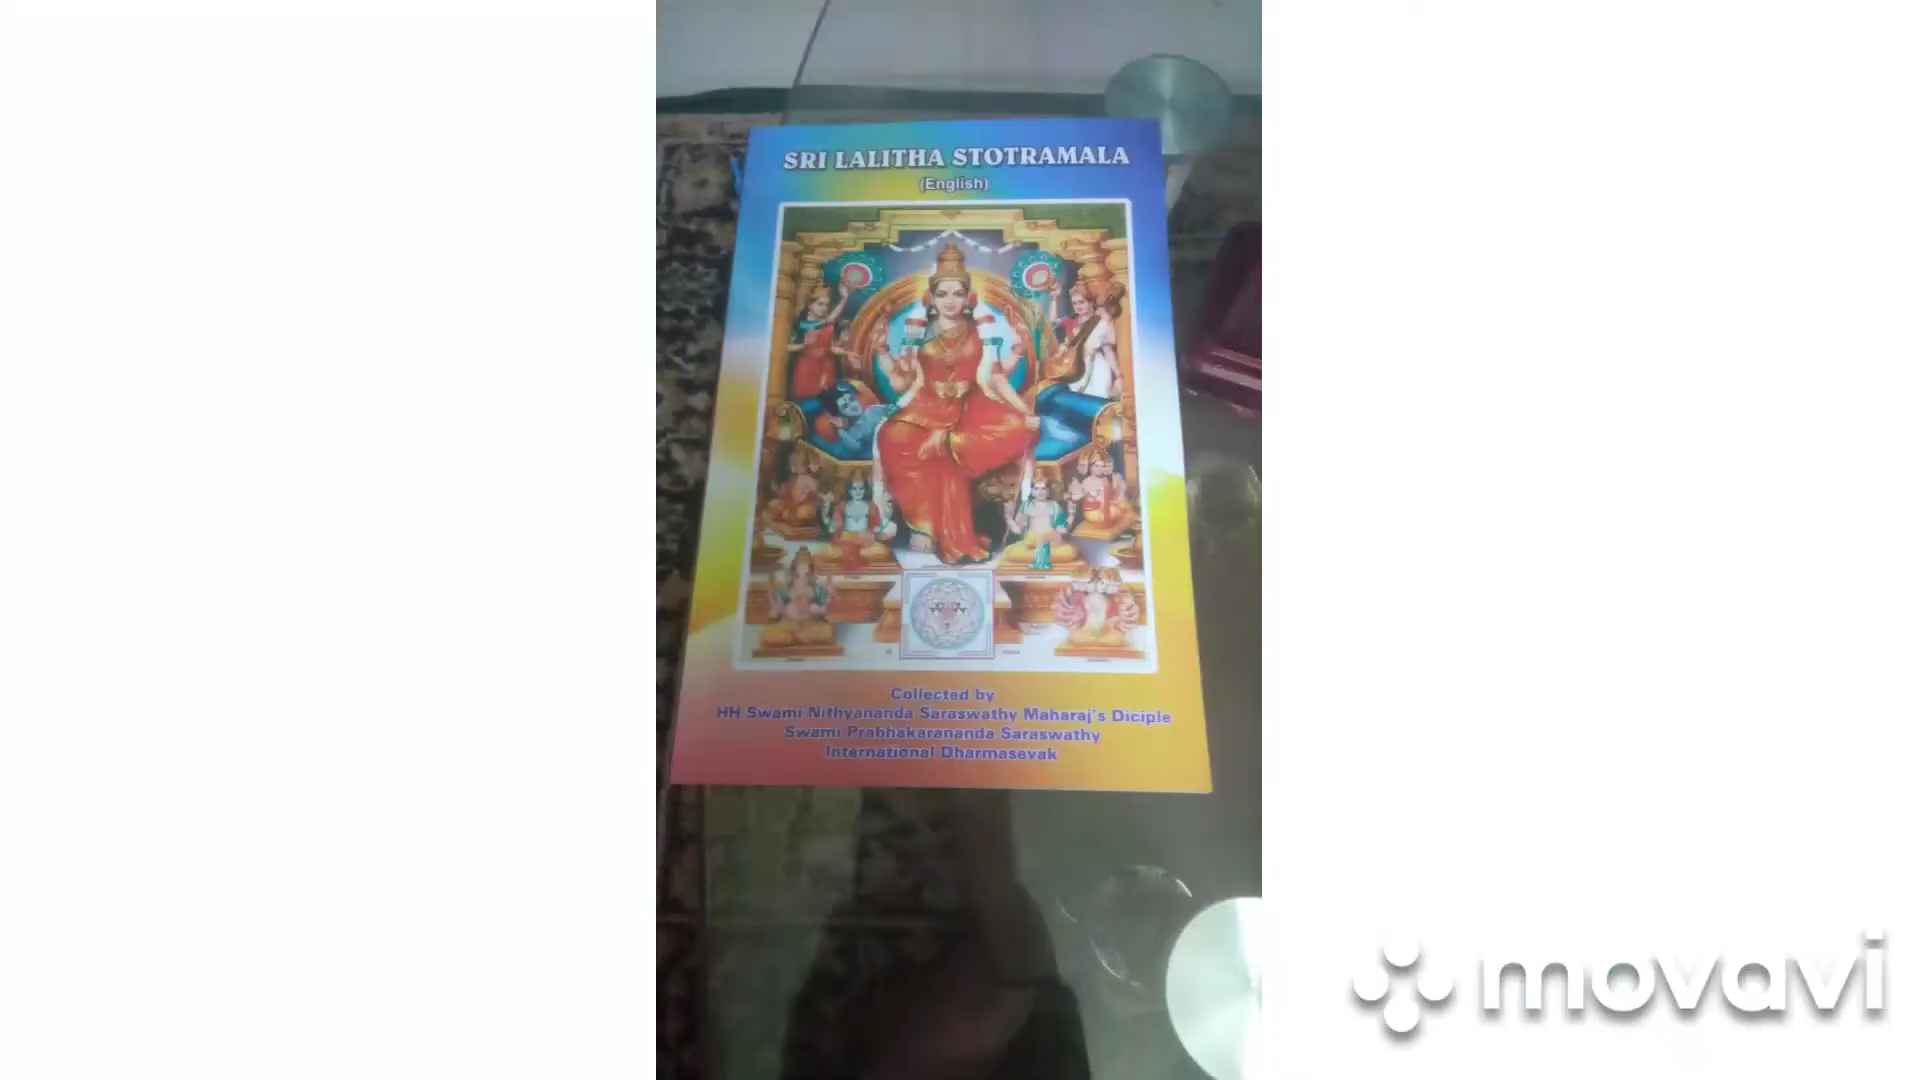 SRI LALITHA STOTRAMALA
(English)
Collected by
HH Swami Nithyananda Saraswathy Maharaj's Diciple
Swami Prabhakarananda Saraswathy
International Dharmasevak
movavi